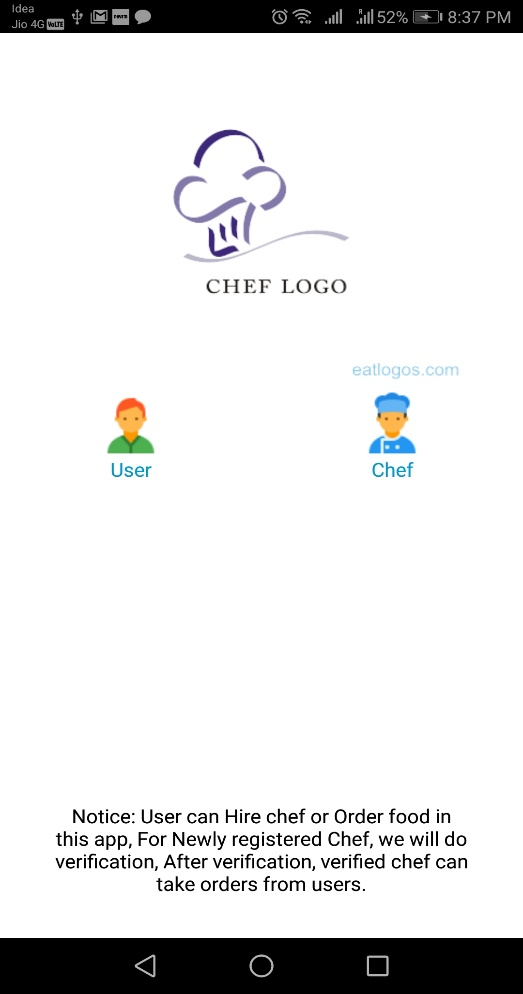 Idea
Jio 4G VoLTE
52% 8:37 PM
CHEF LOGO
eatlogos.com
User
Chef
Notice: User can Hire chef or Order food in
this app, For Newly registered Chef, we will do
verification, After verification, verified chef can
take orders from users.